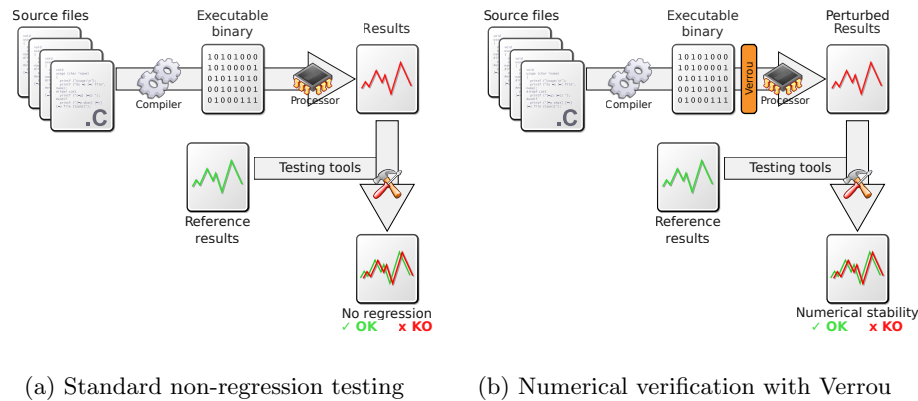 Source files
Executable
binary
Results
10101000
1010001
01011010
00101001
01000111
Compiler
Processor
.C
Testing tools
Reference
results
No regression
✓ OK x KO
(a) Standard non-regression testing
Source files
Executable
binary
Perturbed
Results
10101000
1010001
01011010
00101001
01000111
Verrou
Compiler
Processor
.C
Testing tools
Reference
results
Numerical stability
✓ OK x KO
(b) Numerical verification with Verrou